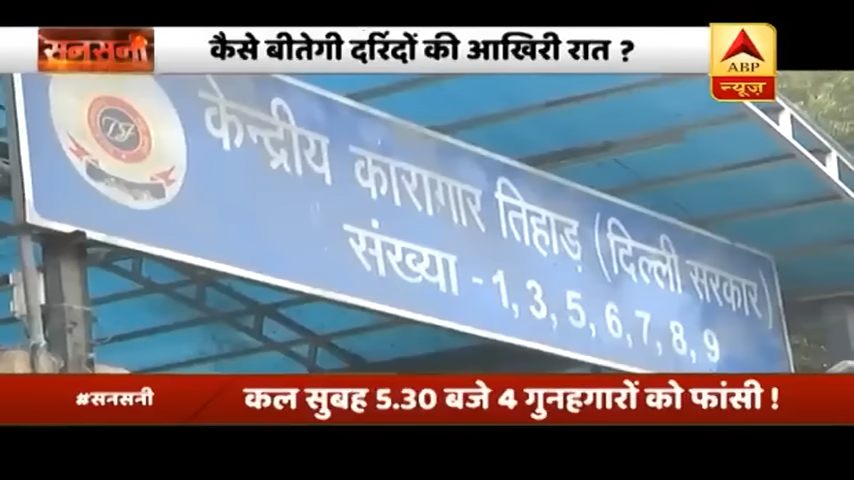 सनसनी
कैसे बीतेगी दरिंदों की आखिरी रात ?
ABP
न्यूज़
केन्द्रीय कारागार तिहाड़ (दिल्ली सरकार)
संख्या - 1, 3, 5, 6, 7, 8, 9
#सनसनी
कल सुबह 5.30 बजे 4 गुनहगारों को फांसी !